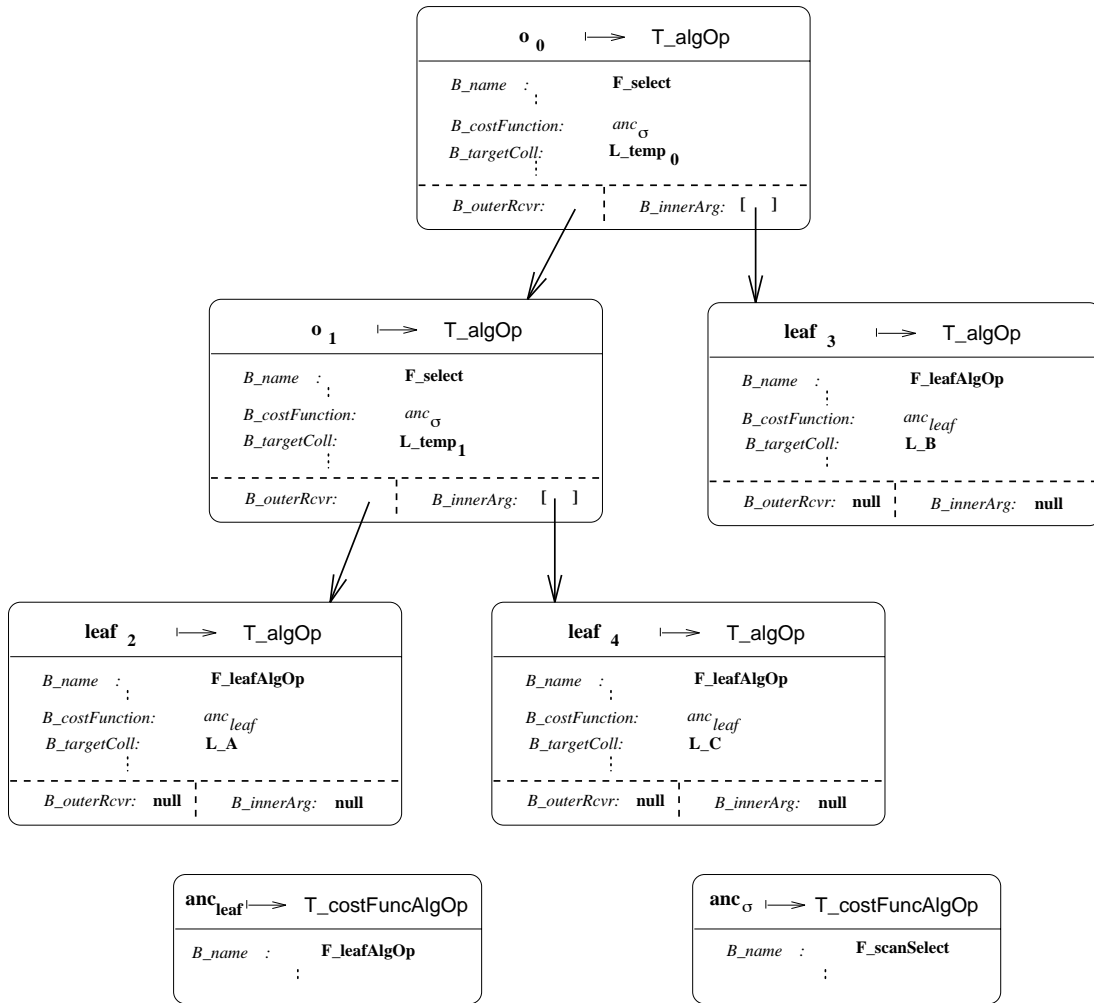 o 0 ⟼ T_algOp
B_name : F_select
B_costFunction: anc σ
B_targetColl: L_temp 0
B_outerRcvr: B_innerArg: [ ]
o 1 ⟼ T_algOp
B_name : F_select
B_costFunction: anc σ
B_targetColl: L_temp 1
B_outerRcvr: B_innerArg: [ ]
leaf 3 ⟼ T_algOp
B_name : F_leafAlgOp
B_costFunction: anc leaf
B_targetColl: L_B
B_outerRcvr: null B_innerArg: null
leaf 2 ⟼ T_algOp
B_name : F_leafAlgOp
B_costFunction: anc leaf
B_targetColl: L_A
B_outerRcvr: null B_innerArg: null
leaf 4 ⟼ T_algOp
B_name : F_leafAlgOp
B_costFunction: anc leaf
B_targetColl: L_C
B_outerRcvr: null B_innerArg: null
anc leaf ⟼ T_costFuncAlgOp
B_name : F_leafAlgOp
anc σ ⟼ T_costFuncAlgOp
B_name : F_scanSelect